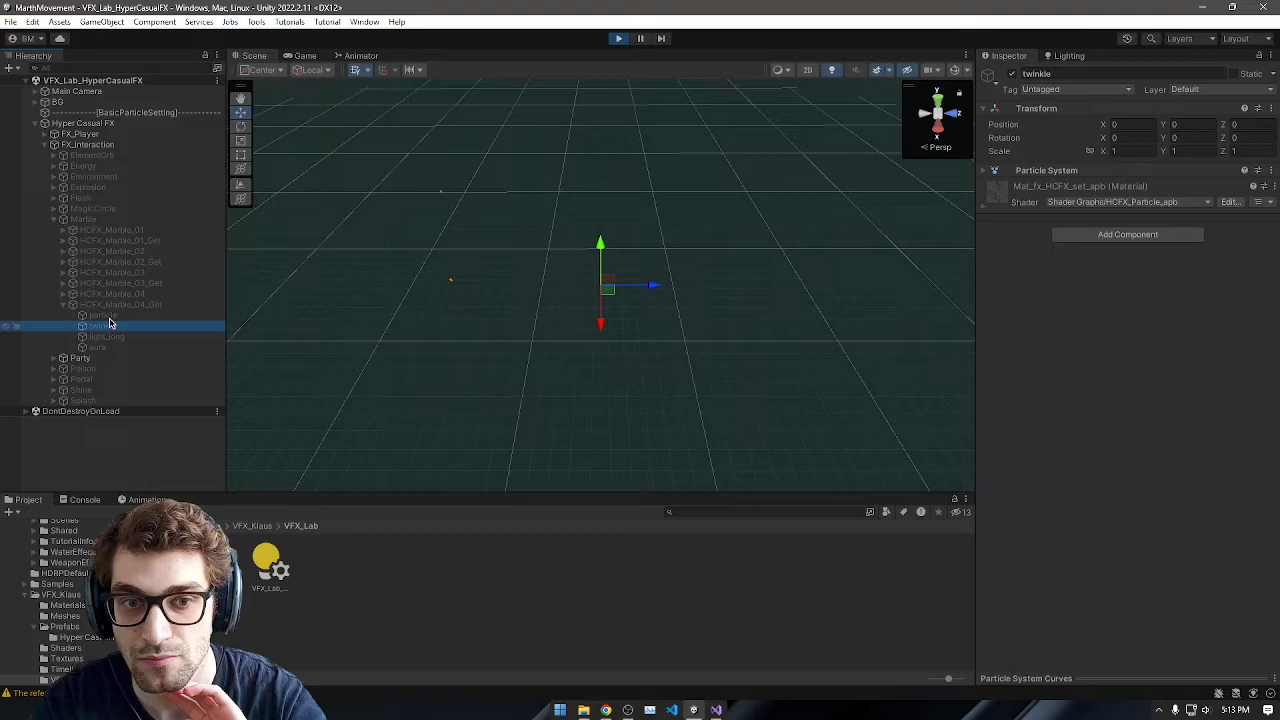 MarthMovement - VFX_Lab_HyperCasualFX - Windows, Mac, Linux - Unity 2022.2.11 <DX12>
File Edit Assets GameObject Component Services Jobs Tools Tutorial Window Help
BM Layers Layout
Hierarchy Scene Game Animator Inspector Lighting
All Center Local 2D
VFX_Lab_HyperCasualFX
Main Camera
BG
[BasicParticleSetting]
Hyper Casual FX
FX_Player
FX_Interaction
ElementOrb
Energy
Environment
Explosion
Flash
MagicCircle
Marble
HCFX_Marble_01
HCFX_Marble_01_Get
HCFX_Marble_02
HCFX_Marble_02_Get
HCFX_Marble_03
HCFX_Marble_03_Get
HCFX_Marble_04
HCFX_Marble_04_Get
particle
light_long
aura
Party
Poison
Portal
Shine
Splash
DontDestroyOnLoad
y
z
x
Persp
twinkle Static
Tag Untagged Layer Default
Transform
Position X 0 Y 0 Z 0
Rotation X 0 Y 0 Z 0
Scale X 1 Y 1 Z 1
Particle System
Mat_fx_HCFX_set_apb (Material)
Shader Shader Graphs/HCFX_Particle_apb Edit...
Add Component
Particle System Curves
Project Console Animation
13
VFX_Klaus VFX_Lab
Scenes
Shared
TutorialInfo
WaterEffec
WeaponEff
HDRPDefaul
Samples
VFX_Klaus
Materials
Meshes
Prefabs
Hyper Cas
Shaders
Textures
Timel
VFX_Lab_...
The refe
5:13 PM